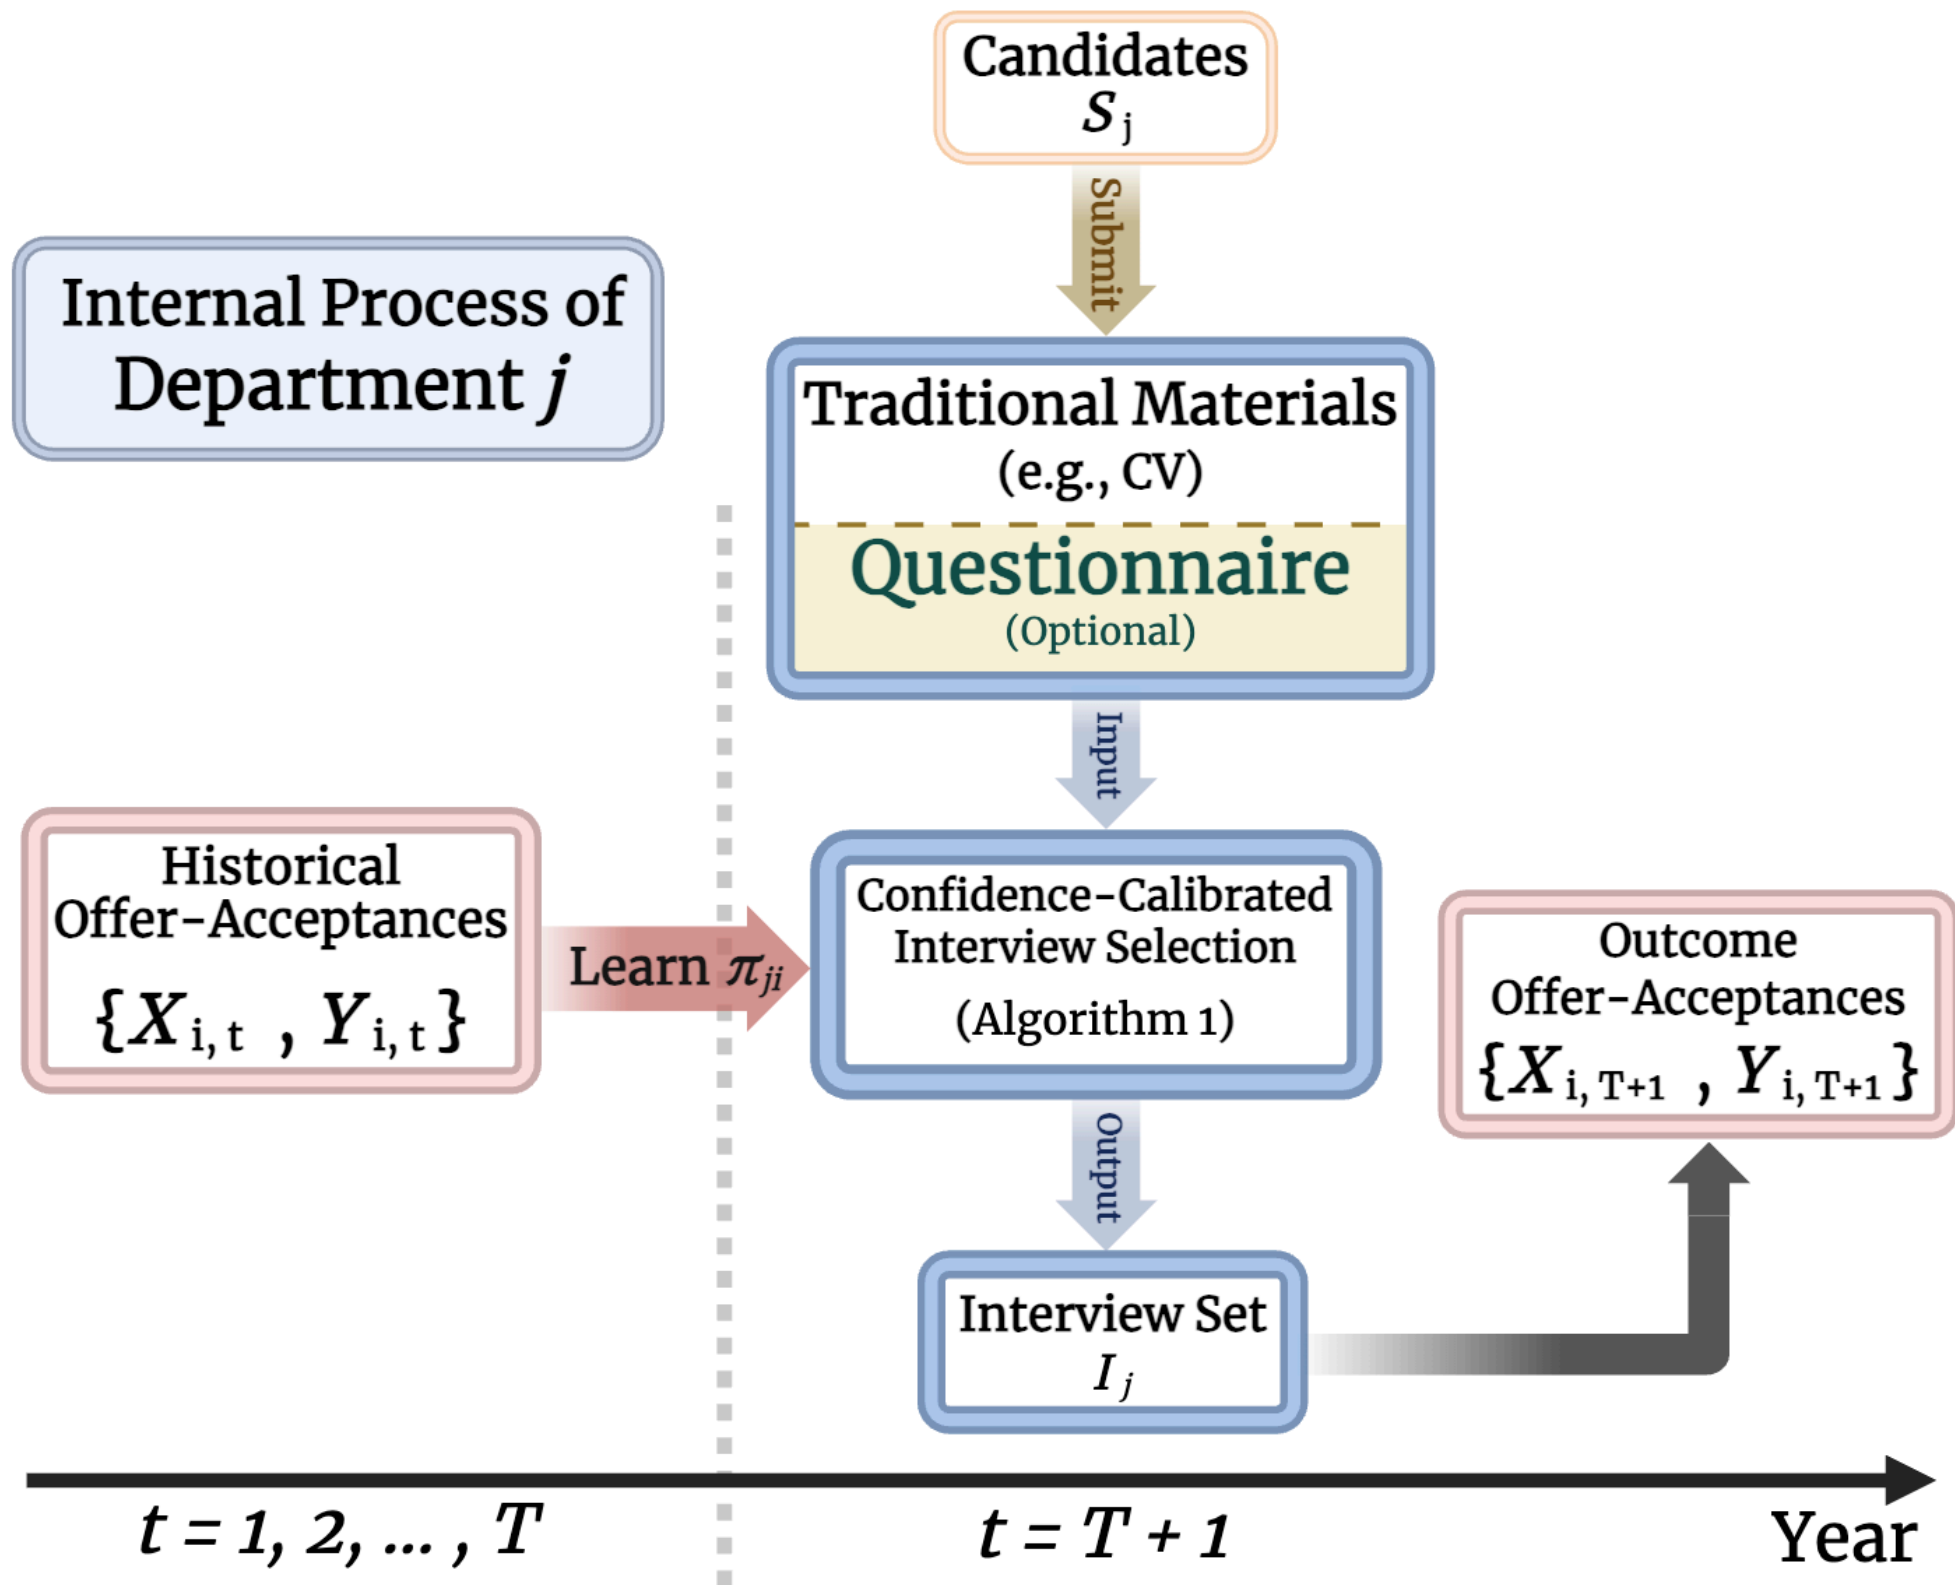 Candidates
S j
Submit
Internal Process of
Department j
Traditional Materials
(e.g., CV)
Questionnaire
(Optional)
Input
Historical
Offer-Acceptances
{X i, t , Y i, t}
Learn π ji
Confidence-Calibrated
Interview Selection
(Algorithm 1)
Outcome
Offer-Acceptances
{X i, T+1 , Y i, T+1}
Output
Interview Set
I j
t = 1, 2, ... , T
t = T + 1
Year